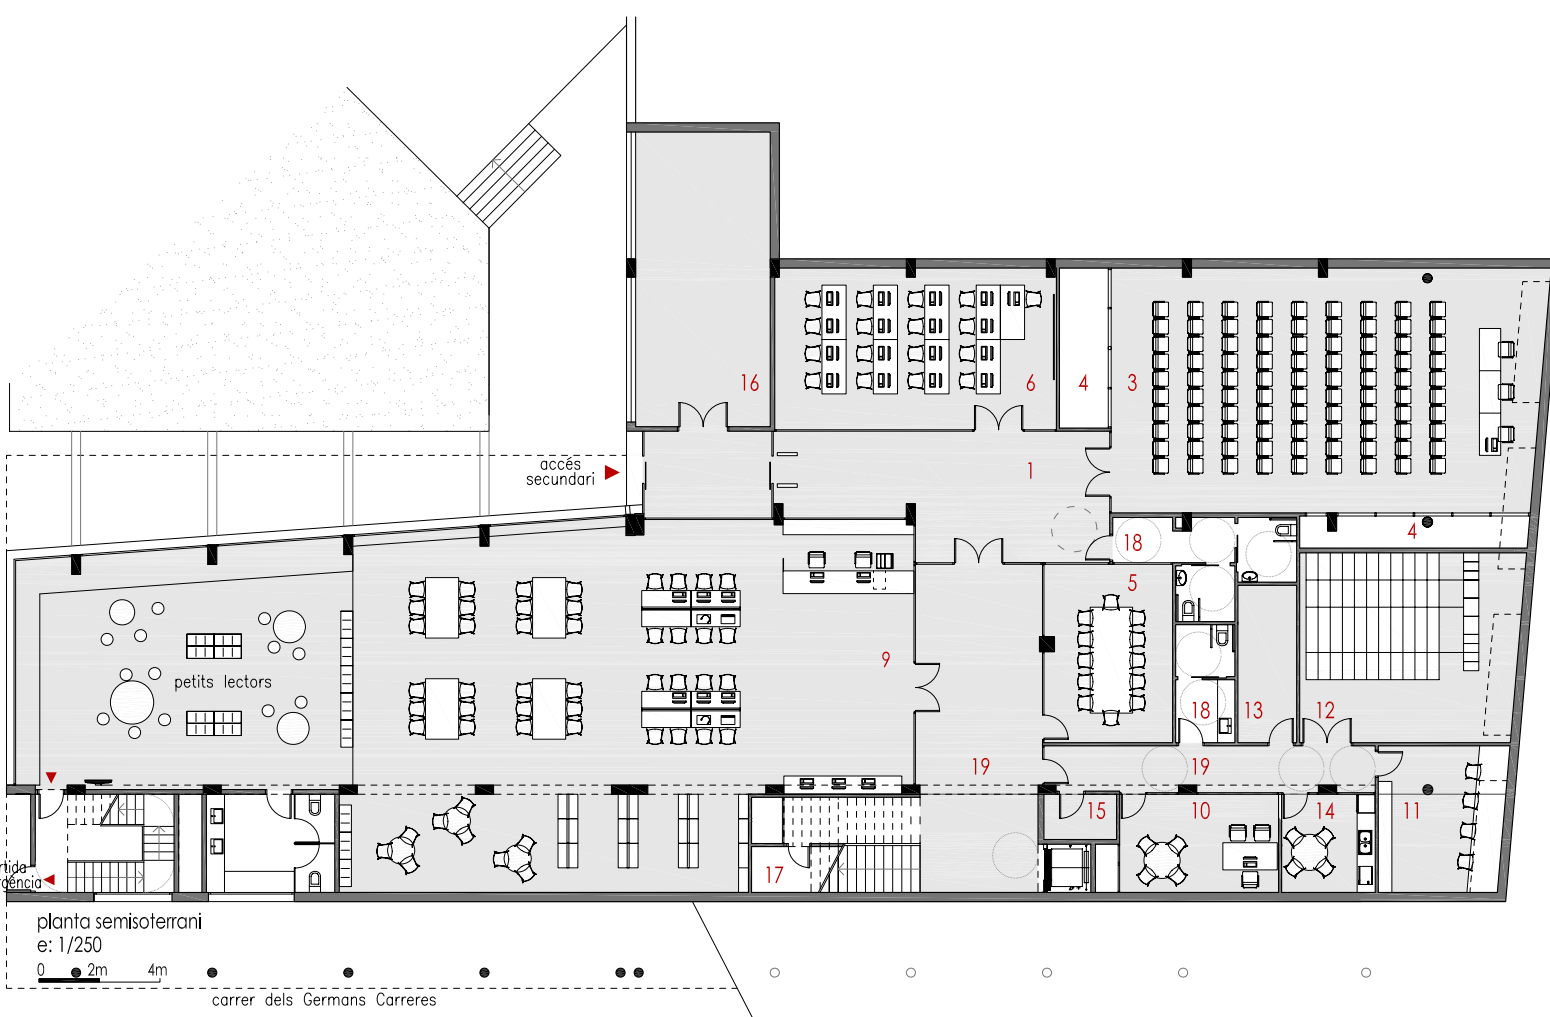 16
6
4
3
accés
secundari
1
18
4
5
9
petits lectors
18
13
12
19
19
15
10
14
11
17
planta semisoterrani
e: 1/250
0 2m 4m
carrer dels Germans Carreres